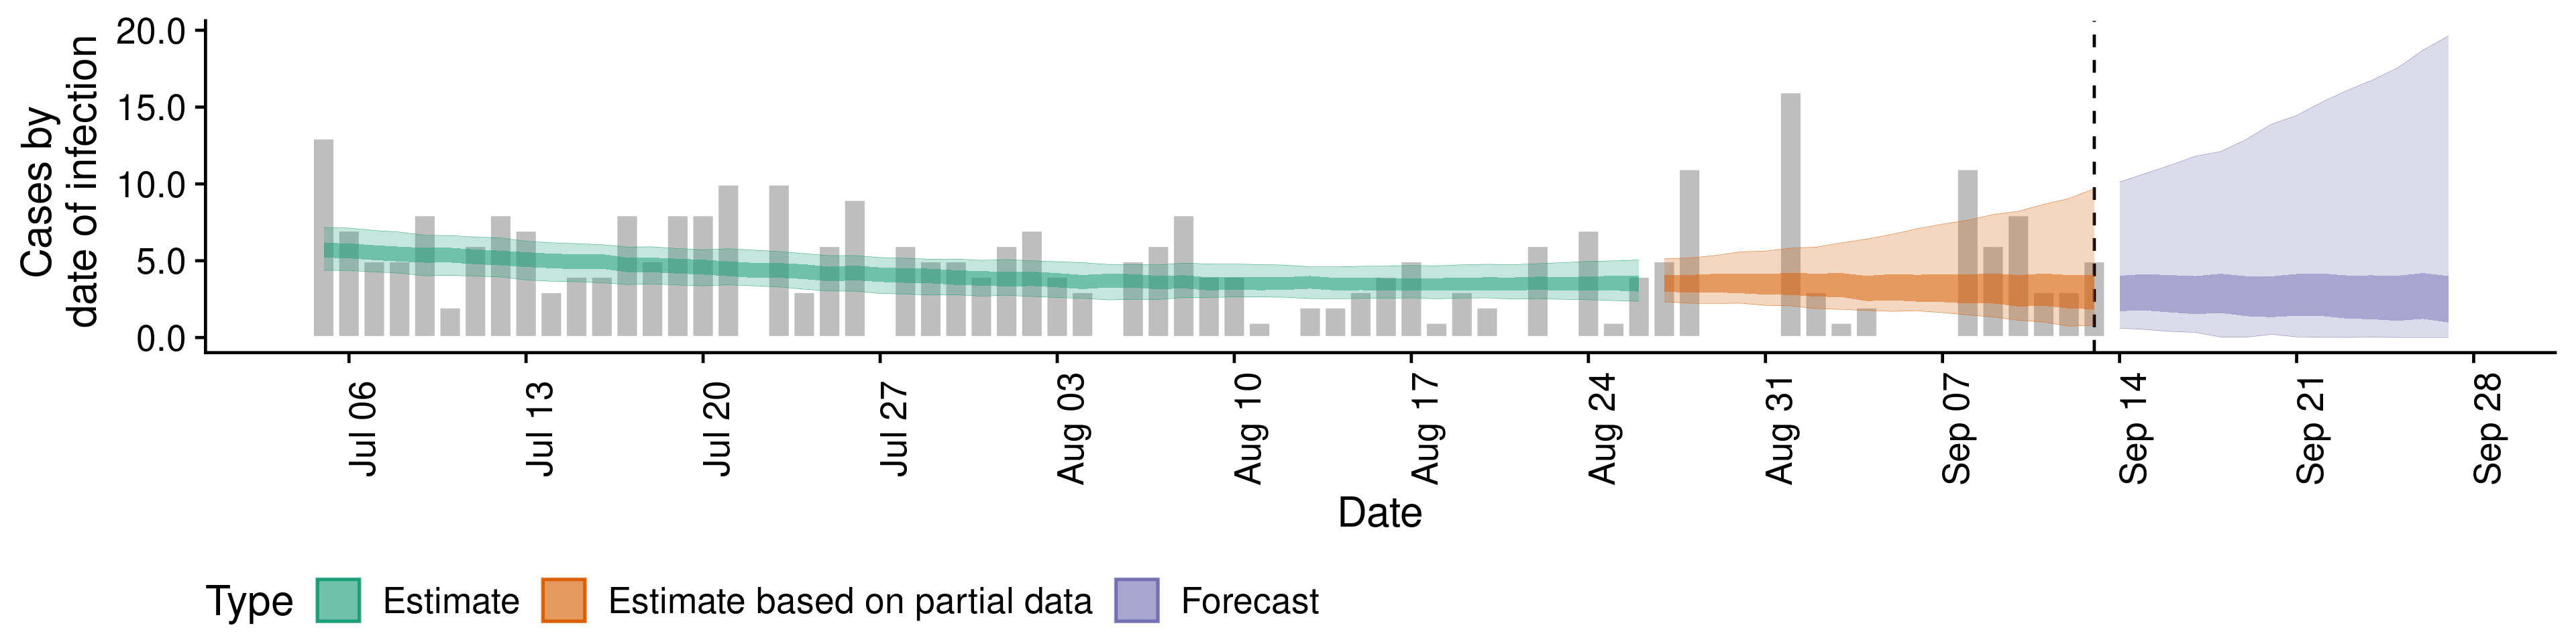 Cases by
date of infection
20.0
15.0
10.0
5.0
0.0
Jul 06
Jul 13
Jul 20
Jul 27
Aug 03
Aug 10
Aug 17
Aug 24
Aug 31
Sep 07
Sep 14
Sep 21
Sep 28
Date
Type Estimate Estimate based on partial data Forecast